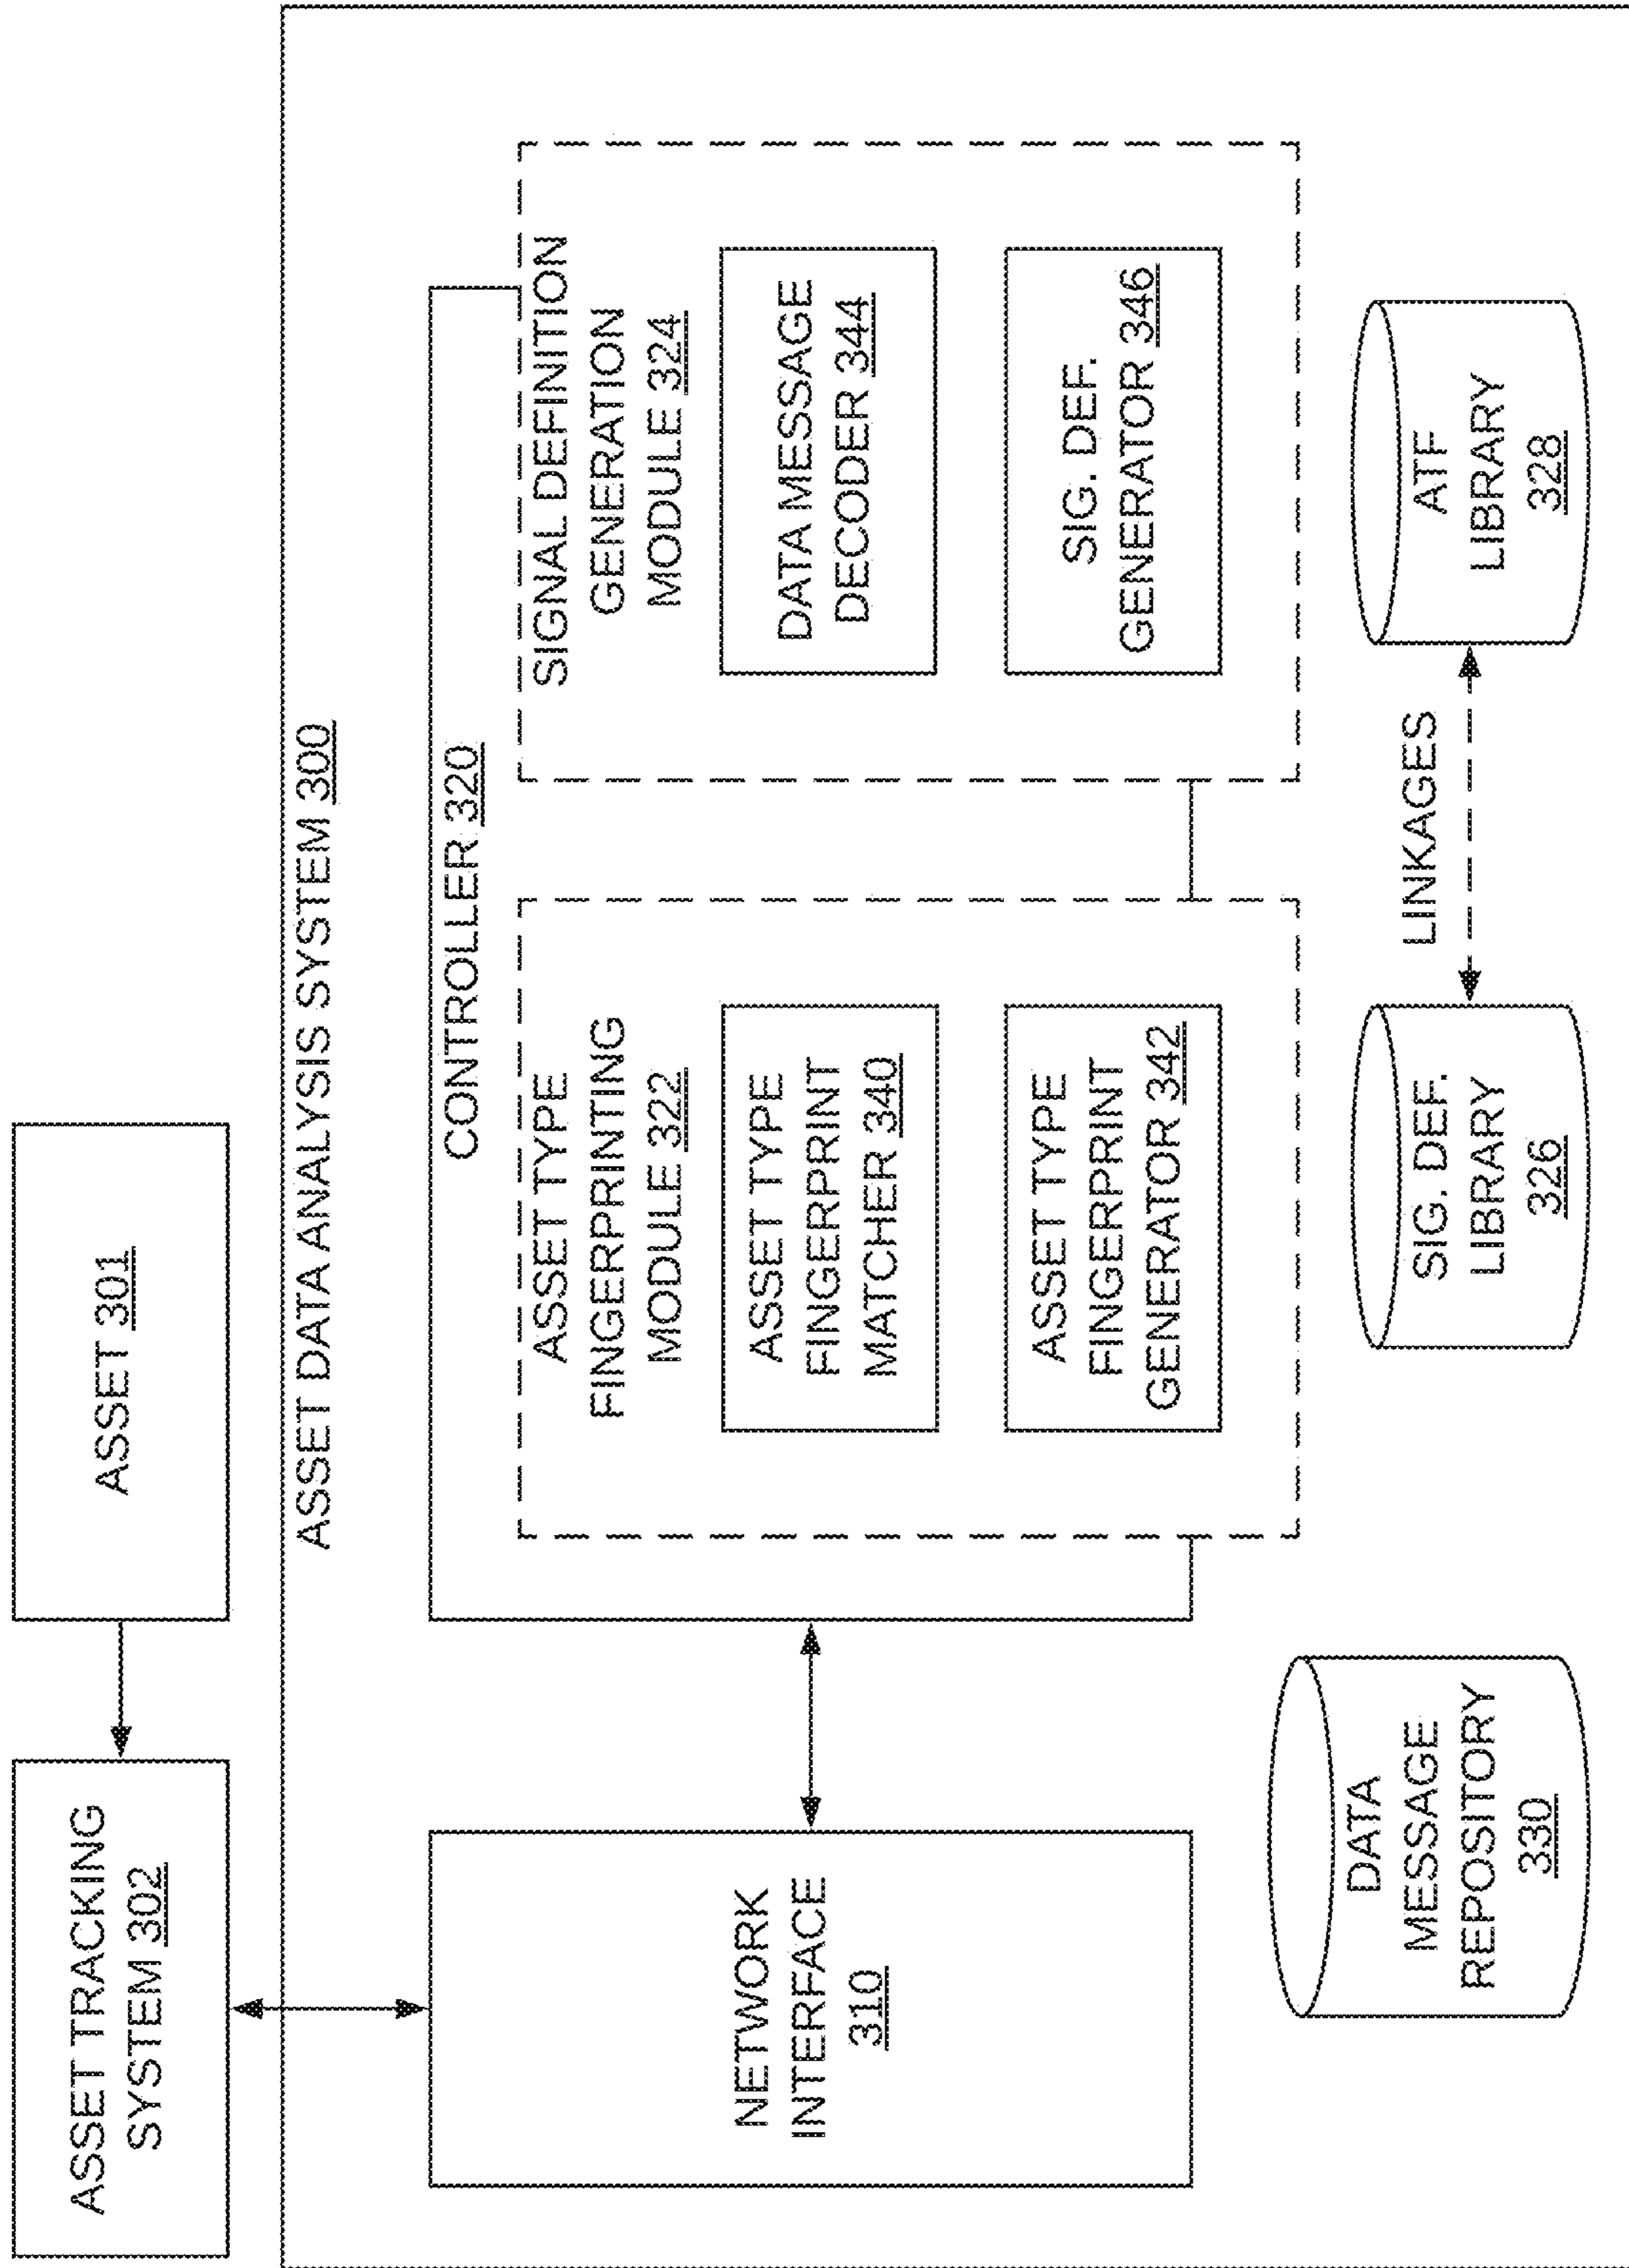 ASSET TRACKING
SYSTEM 302
ASSET 301
ASSET DATA ANALYSIS SYSTEM 300
NETWORK
INTERFACE
310
CONTROLLER 320
ASSET TYPE
FINGERPRINTING
MODULE 322
ASSET TYPE
FINGERPRINT
MATCHER 340
ASSET TYPE
FINGERPRINT
GENERATOR 342
SIGNAL DEFINITION
GENERATION
MODULE 324
DATA MESSAGE
DECODER 344
SIG. DEF.
GENERATOR 346
DATA
MESSAGE
REPOSITORY
330
SIG. DEF.
LIBRARY
326
LINKAGES
ATF
LIBRARY
328